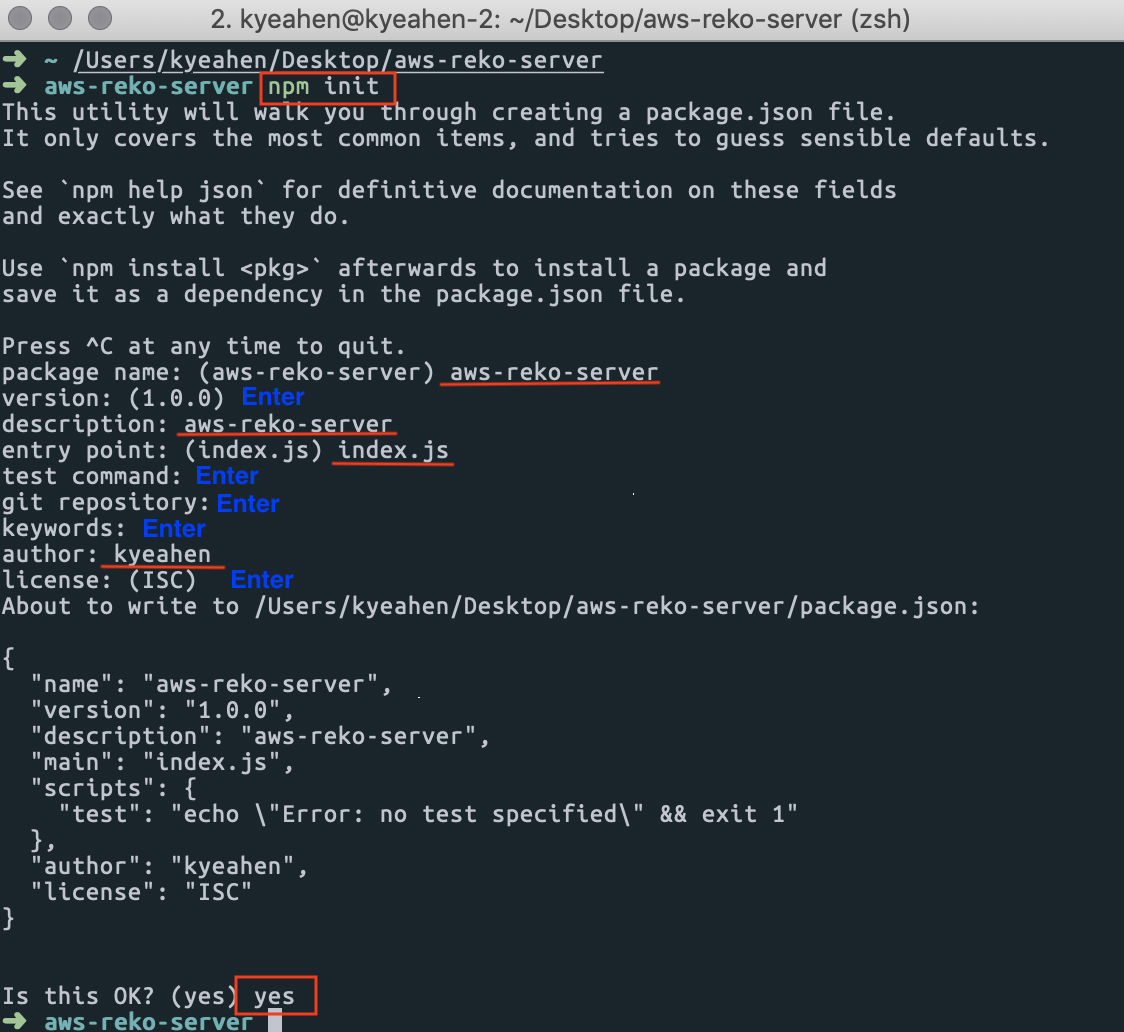 2. kyeahen@kyeahen-2: ~/Desktop/aws-reko-server (zsh)
➜ ~ /Users/kyeahen/Desktop/aws-reko-server
➜ aws-reko-server npm init
This utility will walk you through creating a package.json file.
It only covers the most common items, and tries to guess sensible defaults.
See `npm help json` for definitive documentation on these fields
and exactly what they do.
Use `npm install <pkg>` afterwards to install a package and
save it as a dependency in the package.json file.
Press ^C at any time to quit.
package name: (aws-reko-server) aws-reko-server
version: (1.0.0) Enter
description: aws-reko-server
entry point: (index.js) index.js
test command: Enter
git repository: Enter
keywords: Enter
author: kyeahen
license: (ISC) Enter
About to write to /Users/kyeahen/Desktop/aws-reko-server/package.json:
{
"name": "aws-reko-server",
"version": "1.0.0",
"description": "aws-reko-server",
"main": "index.js",
"scripts": {
"test": "echo \"Error: no test specified\" && exit 1"
},
"author": "kyeahen",
"license": "ISC"
}
Is this OK? (yes) yes
➜ aws-reko-server